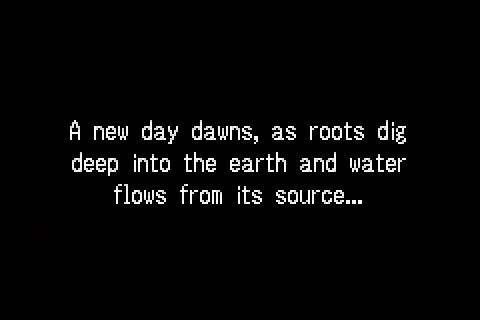 A new day dawns, as roots dig
deep into the earth and water
flows from its source...